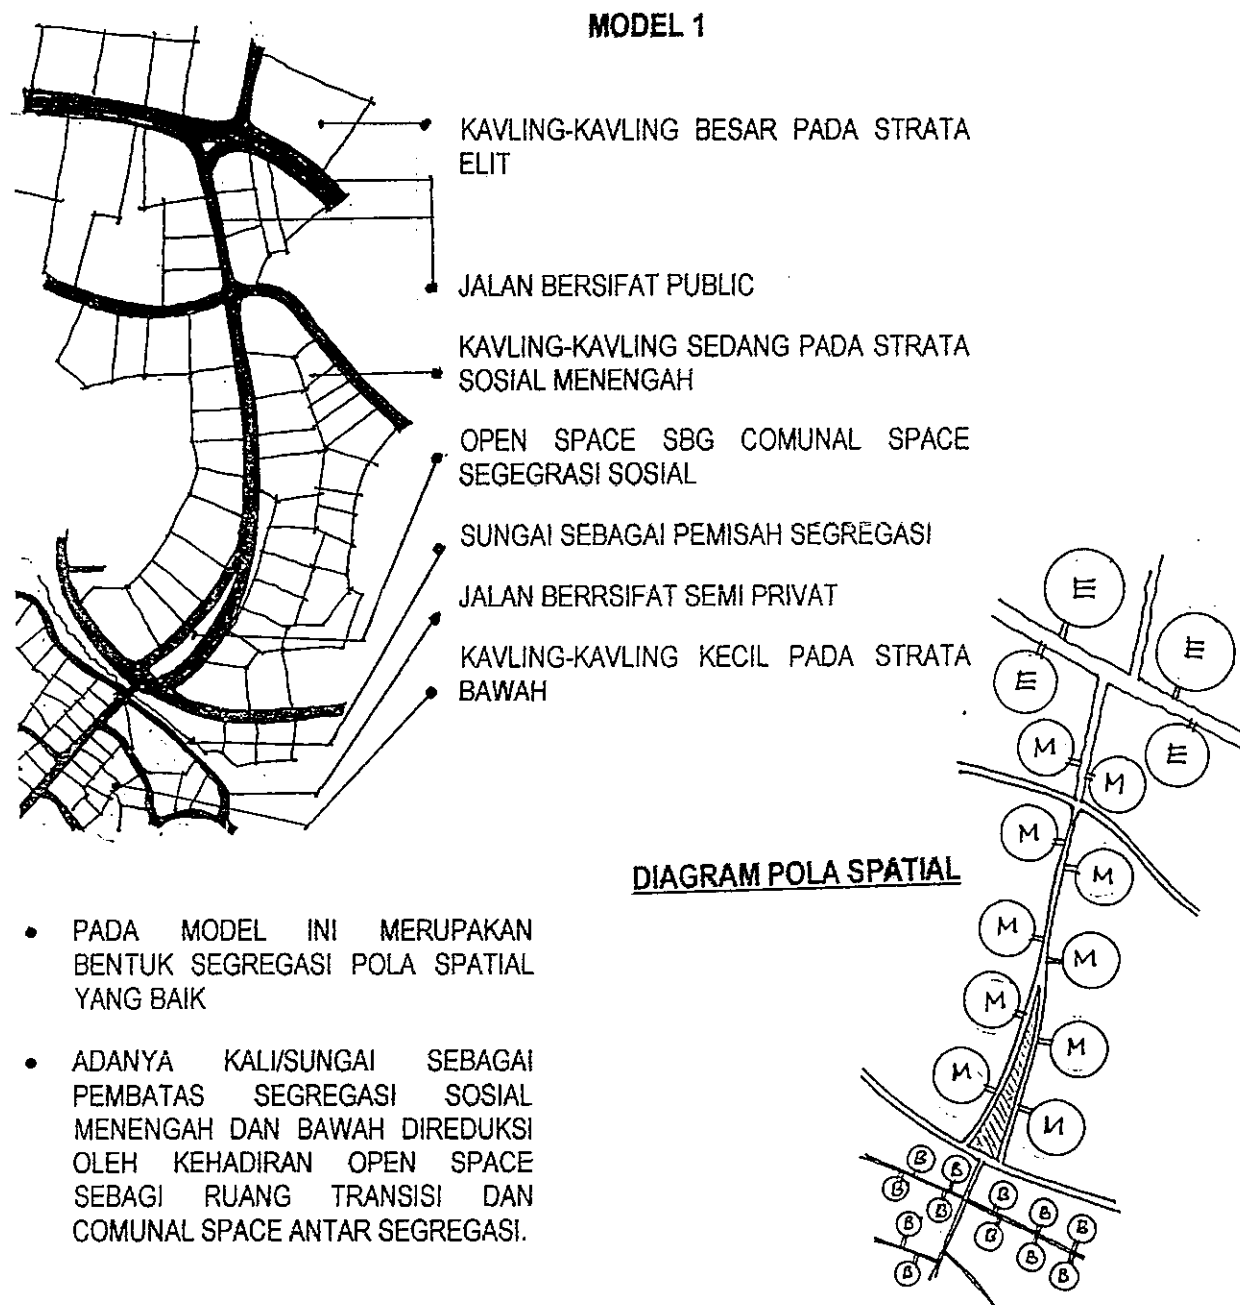 MODEL 1
KAVLING-KAVLING BESAR PADA STRATA
ELIT
JALAN BERSIFAT PUBLIC
KAVLING-KAVLING SEDANG PADA STRATA
SOSIAL MENENGAH
OPEN SPACE SBG COMUNAL SPACE
SEGEGRASI SOSIAL
SUNGAI SEBAGAI PEMISAH SEGREGASI
JALAN BERRSIFAT SEMI PRIVAT
KAVLING-KAVLING KECIL PADA STRATA
BAWAH
DIAGRAM POLA SPATIAL
E
E
E
E
M
M
M
M
M
M
M
M
M
M
B
B
B
B
B
B
B
B
B
B
B
B
• PADA MODEL INI MERUPAKAN
BENTUK SEGREGASI POLA SPATIAL
YANG BAIK
• ADANYA KALI/SUNGAI SEBAGAI
PEMBATAS SEGREGASI SOSIAL
MENENGAH DAN BAWAH DIREDUKSI
OLEH KEHADIRAN OPEN SPACE
SEBAGI RUANG TRANSISI DAN
COMUNAL SPACE ANTAR SEGREGASI.